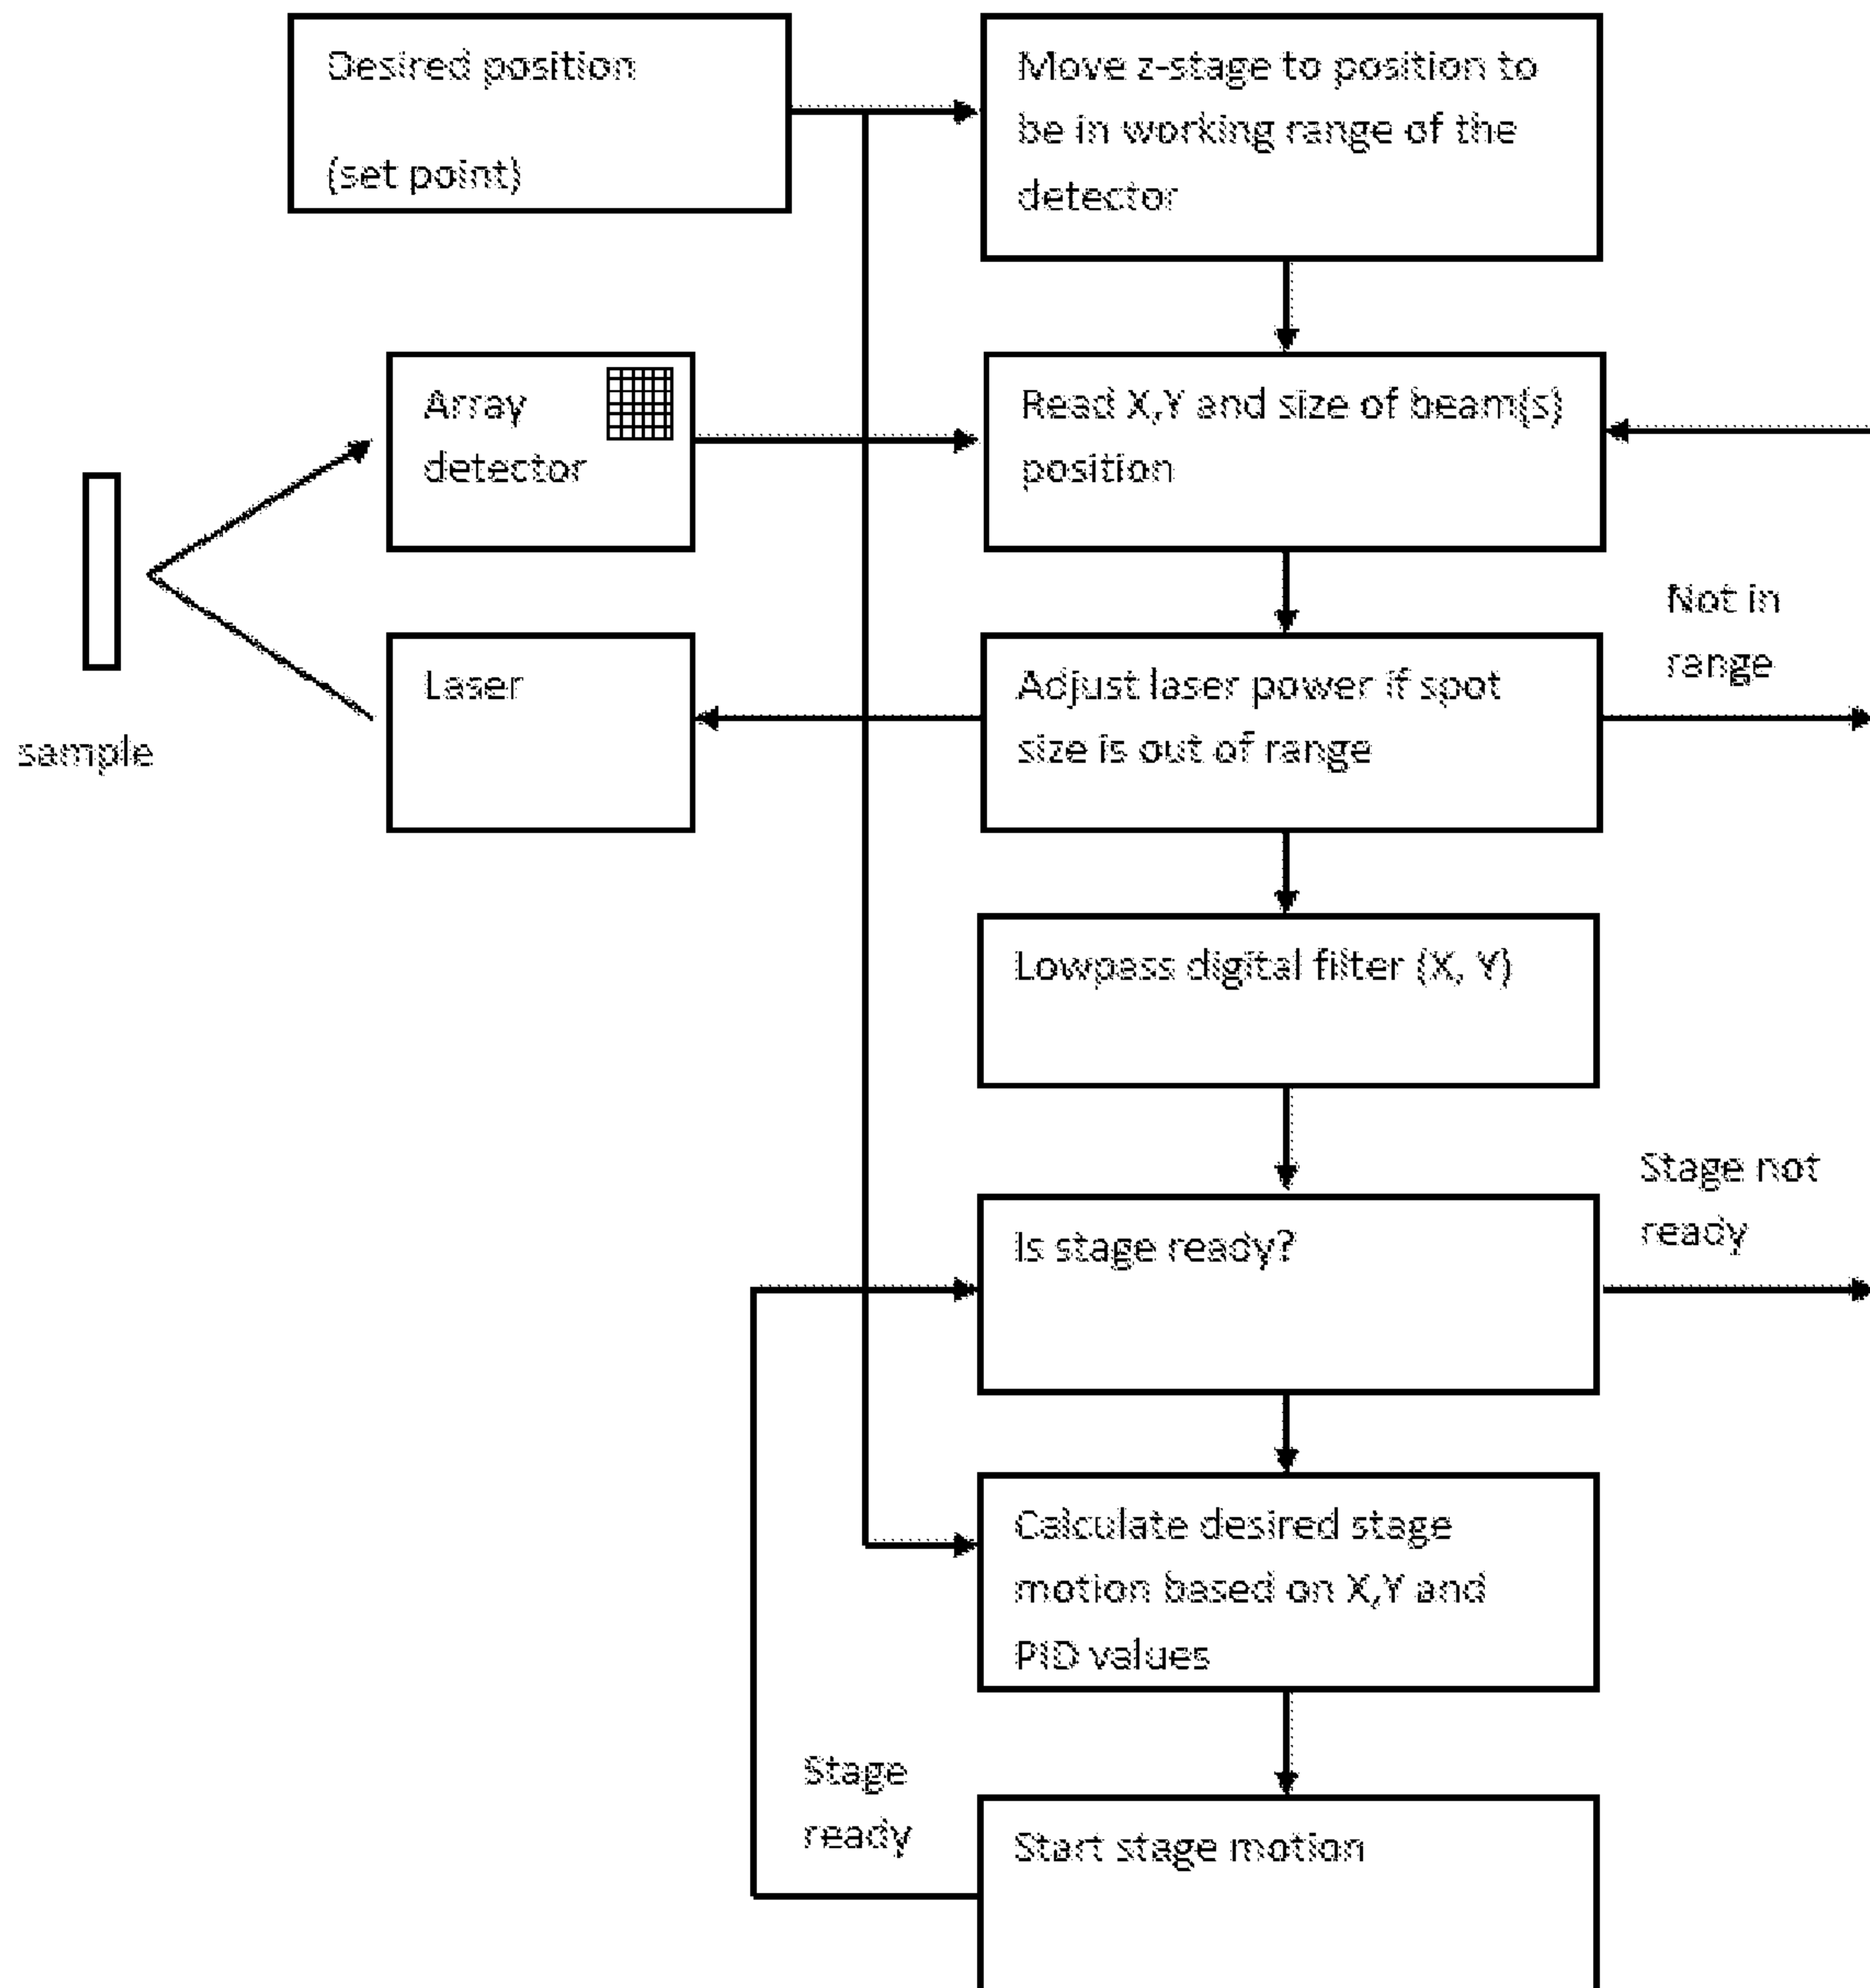 Desired position
(set point)
Move z-stage to position to
be in working range of the
detector
Array
detector
Read X,Y and size of beam(s)
position
Not in
range
sample
Laser
Adjust laser power if spot
size is out of range
Lowpass digital filter (X, Y)
Is stage ready?
Stage not
ready
Calculate desired stage
motion based on X,Y and
PID values
Stage
ready
Start stage motion